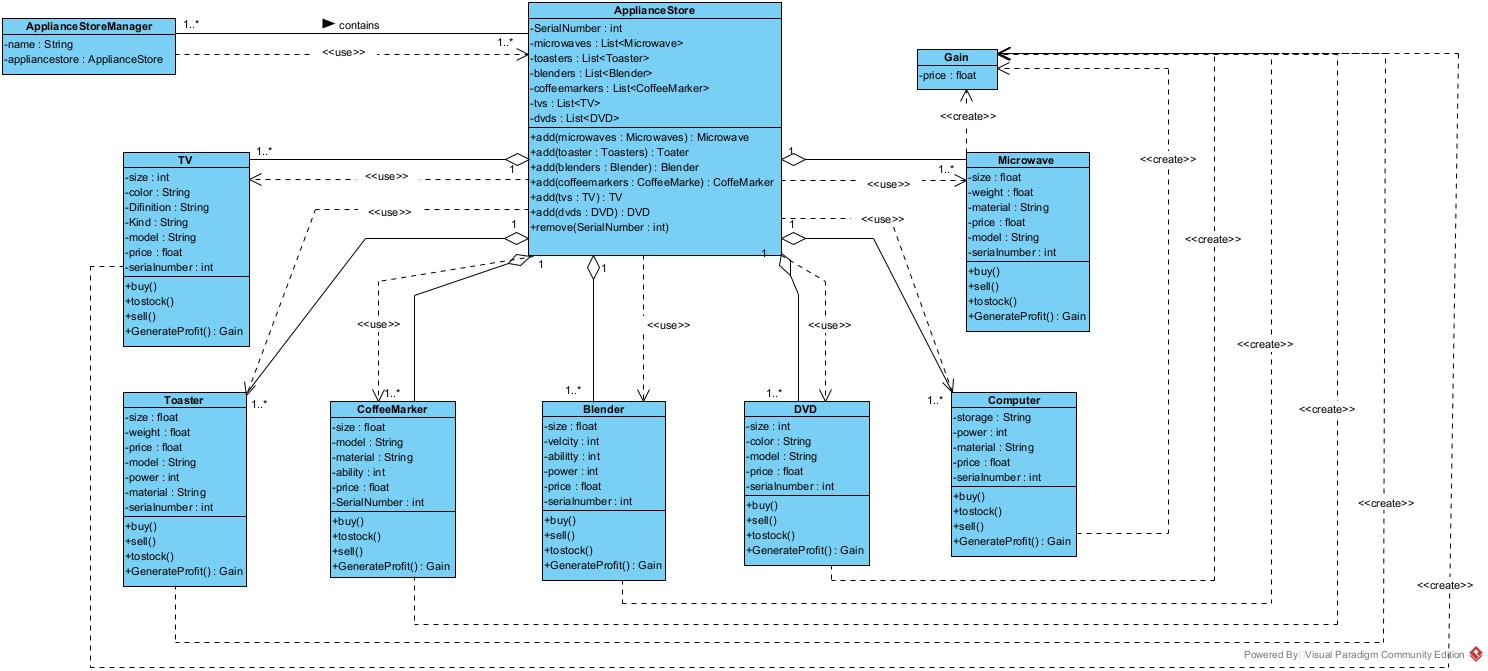 ApplianceStoreManager
-name : String
-appliancestore : ApplianceStore
1..*
contains
<<use>>
1..*
ApplianceStore
-SerialNumber : int
-microwaves : List<Microwave>
-toasters : List<Toaster>
-blenders : List<Blender>
-coffeemarkers : List<CoffeeMarker>
-tvs : List<TV>
-dvds : List<DVD>
+add(microwaves : Microwaves) : Microwave
+add(toaster : Toasters) : Toater
+add(blenders : Blender) : Blender
+add(coffeemarkers : CoffeeMarke) : CoffeMarker
+add(tvs : TV) : TV
+add(dvds : DVD) : DVD
+remove(SerialNumber : int)
Gain
-price : float
<<create>>
TV
-size : int
-color : String
-Difinition : String
-Kind : String
-model : String
-price : float
-serialnumber : int
+buy()
+tostock()
+sell()
+GenerateProfit() : Gain
1..*
1
<<use>>
<<use>>
1
1
1
1
1
<<use>>
1
1..*
<<use>>
Microwave
-size : float
-weight : float
-material : String
-price : float
-model : String
-serialnumber : int
+buy()
+sell()
+tostock()
+GenerateProfit() : Gain
<<create>>
<<create>>
<<create>>
<<create>>
<<create>>
<<create>>
<<use>>
<<use>>
<<use>>
1..*
1..*
1..*
1..*
1..*
Toaster
-size : float
-weight : float
-price : float
-model : String
-power : int
-material : String
-serialnumber : int
+buy()
+sell()
+tostock()
+GenerateProfit() : Gain
CoffeeMarker
-size : float
-model : String
-material : String
-ability : int
-price : float
-SerialNumber : int
+buy()
+tostock()
+sell()
+GenerateProfit() : Gain
Blender
-size : float
-velcity : int
-abilitty : int
-power : int
-price : float
-serialnumber : int
+buy()
+sell()
+tostock()
+GenerateProfit() : Gain
DVD
-size : int
-color : String
-model : String
-price : float
-serialnumber : int
+buy()
+sell()
+tostock()
+GenerateProfit() : Gain
Computer
-storage : String
-power : int
-material : String
-price : float
-serialnumber : int
+buy()
+tostock()
+sell()
+GenerateProfit() : Gain
Powered By Visual Paradigm Community Edition